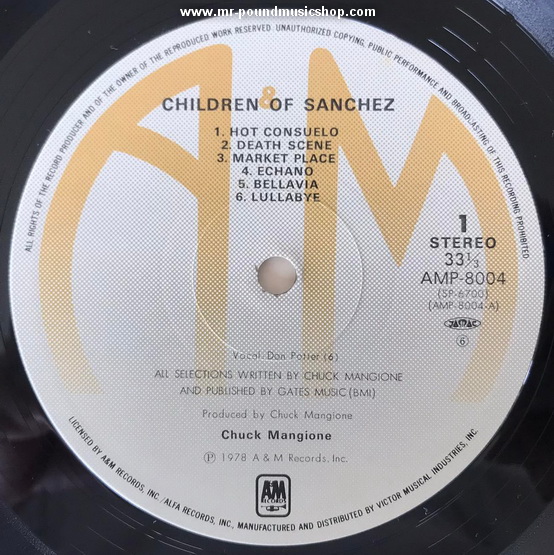 www.mr-poundmusicshop.com
ALL RIGHTS OF THE RECORD PRODUCER AND OF THE OWNER OF THE REPRODUCED WORK RESERVED. UNAUTHORIZED COPYING, PUBLIC PERFORMANCE AND BROADCASTING OF THIS RECORD PROHIBITED
&
CHILDREN OF SANCHEZ
1. HOT CONSUELO
2. DEATH SCENE
3. MARKET PLACE
4. ECHANO
5. BELLAVIA
6. LULLABYE
1
STEREO
33⅓
AMP-8004
(SP-6700)
(AMP-8004-A)
JASRAC
⑥
Vocal: Don Potter (6)
ALL SELECTIONS WRITTEN BY CHUCK MANGIONE
AND PUBLISHED BY GATES MUSIC (BMI)
Produced by Chuck Mangione
Chuck Mangione
Ⓟ 1978 A & M Records, Inc.
A&M
RECORDS
LICENSED BY A&M RECORDS, INC./ALFA RECORDS, INC., MANUFACTURED AND DISTRIBUTED BY VICTOR MUSICAL INDUSTRIES, INC.